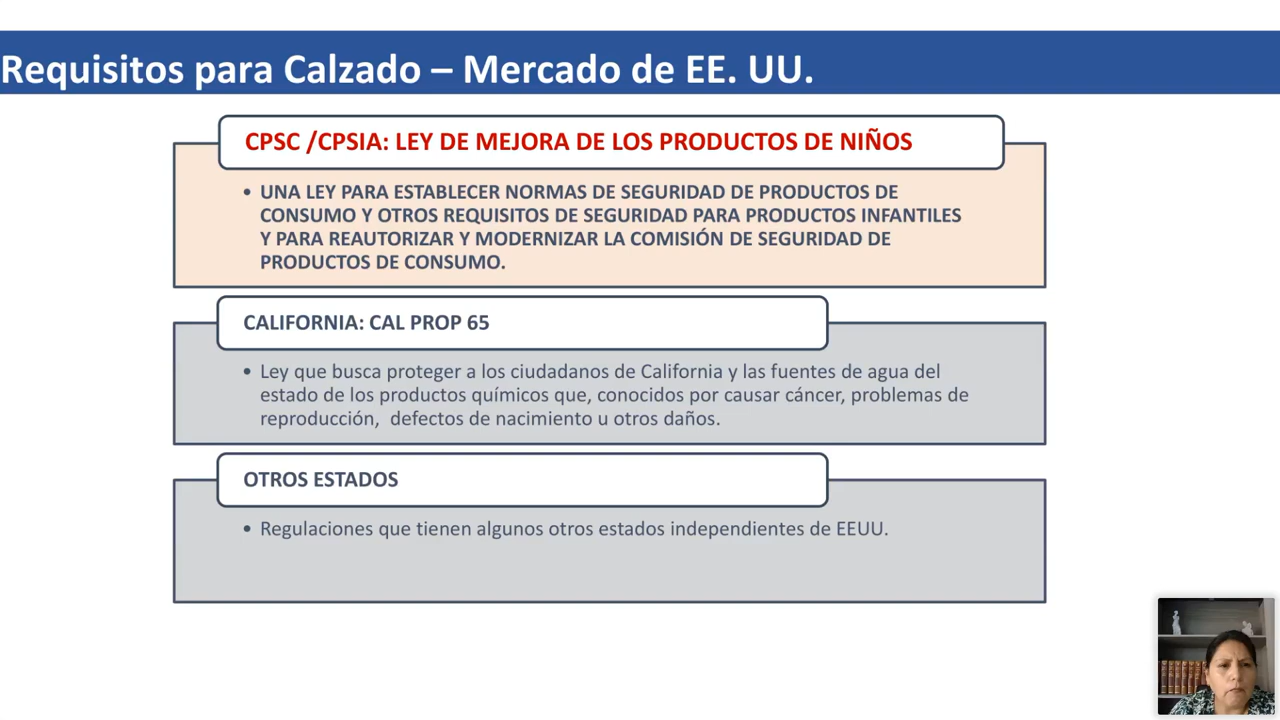 Requisitos para Calzado – Mercado de EE. UU.
CPSC /CPSIA: LEY DE MEJORA DE LOS PRODUCTOS DE NIÑOS
• UNA LEY PARA ESTABLECER NORMAS DE SEGURIDAD DE PRODUCTOS DE
CONSUMO Y OTROS REQUISITOS DE SEGURIDAD PARA PRODUCTOS INFANTILES
Y PARA REAUTORIZAR Y MODERNIZAR LA COMISIÓN DE SEGURIDAD DE
PRODUCTOS DE CONSUMO.
CALIFORNIA: CAL PROP 65
• Ley que busca proteger a los ciudadanos de California y las fuentes de agua del
estado de los productos químicos que, conocidos por causar cáncer, problemas de
reproducción,  defectos de nacimiento u otros daños.
OTROS ESTADOS
• Regulaciones que tienen algunos otros estados independientes de EEUU.